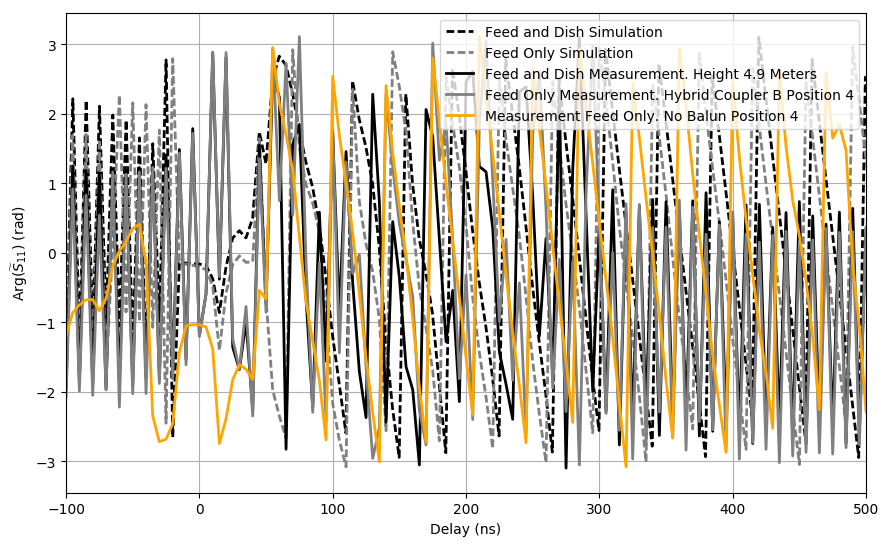 Feed and Dish Simulation
Feed Only Simulation
Feed and Dish Measurement. Height 4.9 Meters
Feed Only Measurement. Hybrid Coupler B Position 4
Measurement Feed Only. No Balun Position 4
3
2
1
0
−1
−2
−3
Arg(S̃₁₁) (rad)
−100 0 100 200 300 400 500
Delay (ns)